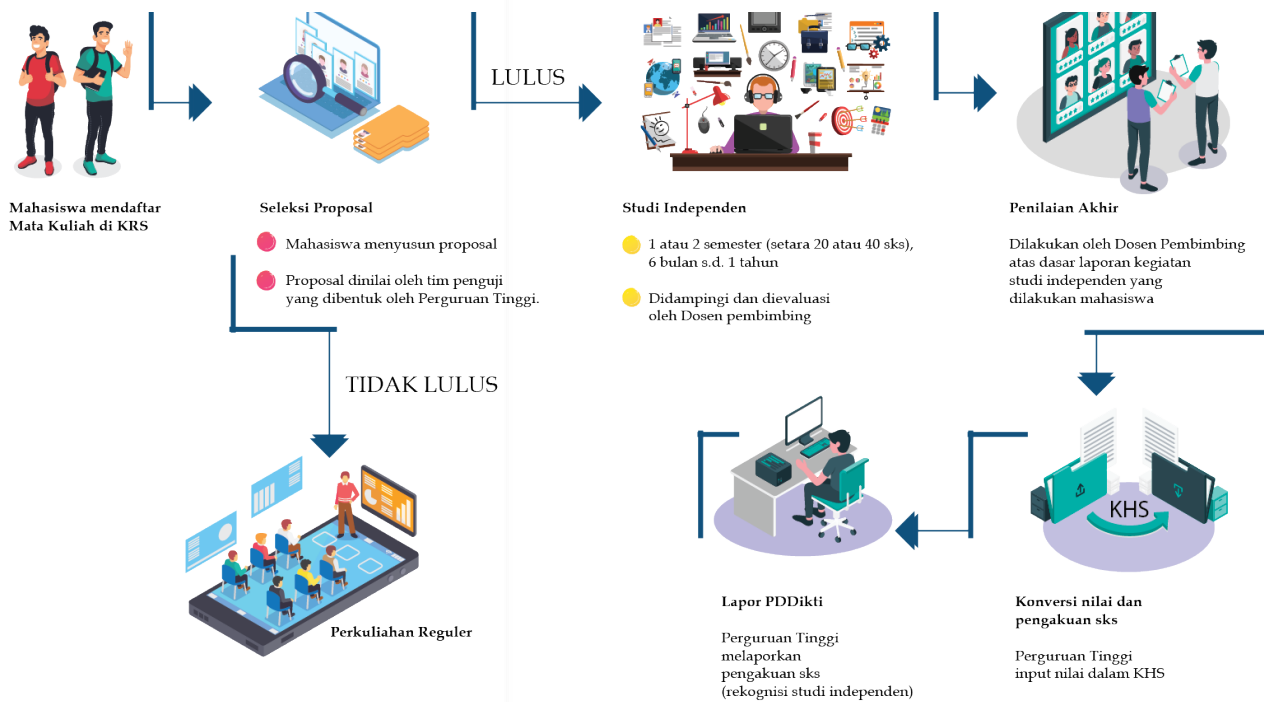 Mahasiswa mendaftar
Mata Kuliah di KRS
Seleksi Proposal
Mahasiswa menyusun proposal
Proposal dinilai oleh tim penguji
yang dibentuk oleh Perguruan Tinggi.
LULUS
Studi Independen
1 atau 2 semester (setara 20 atau 40 sks),
6 bulan s.d. 1 tahun
Didampingi dan dievaluasi
oleh Dosen pembimbing
Penilaian Akhir
Dilakukan oleh Dosen Pembimbing
atas dasar laporan kegiatan
studi independen yang
dilakukan mahasiswa
TIDAK LULUS
Perkuliahan Reguler
KHS
Konversi nilai dan
pengakuan sks
Perguruan Tinggi
input nilai dalam KHS
Lapor PDDikti
Perguruan Tinggi
melaporkan
pengakuan sks
(rekognisi studi independen)